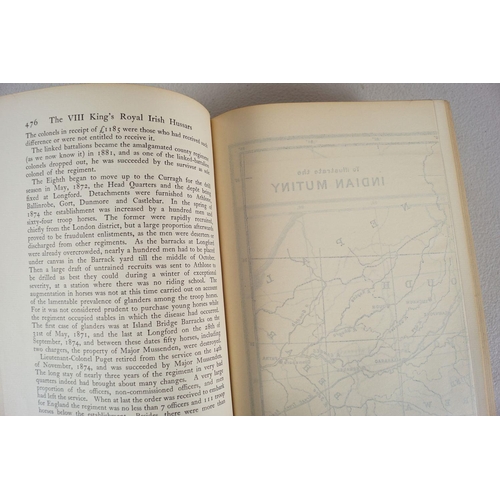 476 The VIII King's Royal Irish Hussars
The colonels in receipt of £1185 were those who had received such
difference or were not entitled to receive it.
The linked battalions became the amalgamated county regiments
(as we now know it) in 1881, and as one of the linked-battalion
colonels dropped out, he was succeeded by the survivor as sole
colonel of the regiment.
The Eighth began to move up to the Curragh for the drill
season in May, 1872, the Head Quarters and the depôt being
fixed at Longford. Detachments were furnished to Athlone,
Ballinrobe, Gort, Dunmore and Castlebar. In the spring of
1874 the establishment was increased by a hundred men and
sixty-four troop horses. The former were rapidly recruited,
chiefly from the London district, but a large proportion afterwards
proved to be fraudulent enlistments, as the men were deserters or
discharged from other regiments. As the barracks at Longford
were already overcrowded, nearly a hundred men had to be placed
under canvas in the Barrack yard till the middle of October.
Then a large draft of untrained recruits was sent to Athlone to
be drilled as best they could during a winter of exceptional
severity, at a station where there was no riding school. The
augmentation in horses was not at this time carried out on account
of the lamentable prevalence of glanders among the troop horses.
For it was not considered prudent to purchase young horses while
the regiment occupied stables in which the disease had occurred.
The first case of glanders was at Island Bridge Barracks on the
31st of May, 1871, and the last at Longford on the 28th of
September, 1874, and between these dates fifty horses, including
two chargers, the property of Major Mussenden, were destroyed.
Lieutenant-Colonel Puget retired from the service on the 14th
of November, 1874, and was succeeded by Major Mussenden.
The long stay of nearly three years of the regiment in very bad
quarters indeed had brought about many changes. A very large
proportion of the officers, non-commissioned officers, and men
had left the service. When at last the order was received to embark
for England the regiment was no less than 7 officers and 111 troop
horses below the establishment. Besides, there were more than
to illustrate the
INDIAN MUTINY